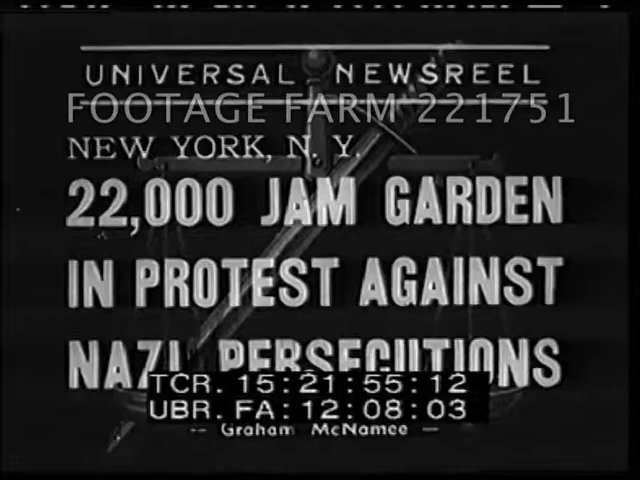 UNIVERSAL NEWSREEL
FOOTAGE FARM 221751
NEW YORK, N. Y.
22,000 JAM GARDEN
IN PROTEST AGAINST
NAZI PERSECUTIONS
TCR. 15:21:55:12
UBR. FA: 12:08:03
-- Graham McNamee --